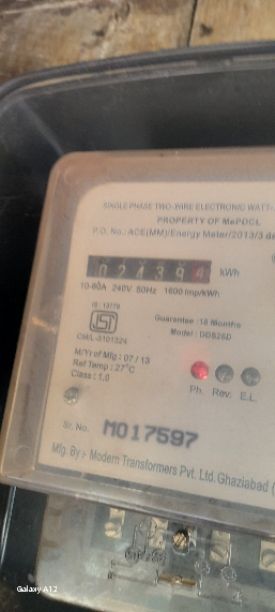 SINGLE PHASE TWO-WIRE ELECTRONIC WATT-
PROPERTY OF MePDCL
P.O. No.: ACE(MM)/Energy Meter/2013/3 de
024394 kWh
10-60A 240V 50Hz 1600 imp/kWh
IS : 13779
ISI
CM/L-3101324
Guarantee : 18 Months
Model : DDS26D
M/Yr of Mfg : 07 / 13
Ref Temp : 27°C
Class : 1.0
Ph. Rev. E.L.
Sr. No. M017597
Mfg. By :- Modern Transformers Pvt. Ltd. Ghaziabad (
Galaxy A12